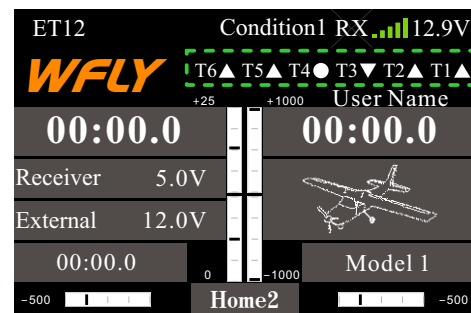 ET12 Condition1 RX 12.9V
WFLY T6▲ T5▲ T4● T3▼ T2▲ T1▲
+25 +1000 User Name
00:00.0 00:00.0
Receiver 5.0V
External 12.0V
00:00.0 0 -1000 Model 1
-500 Home2 -500